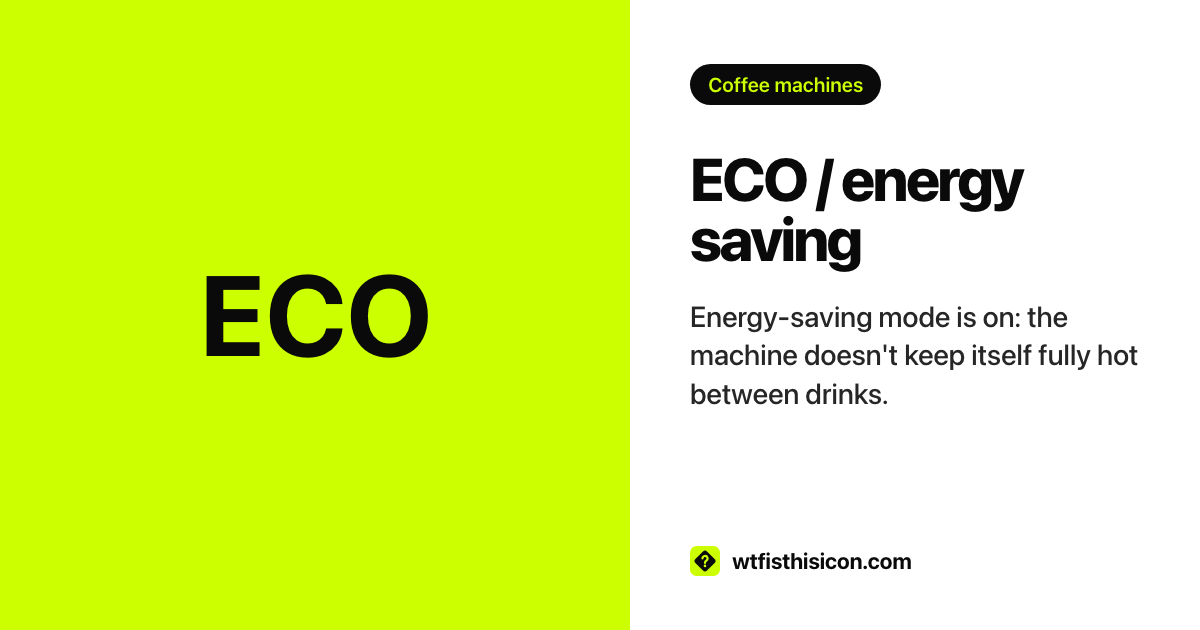 ECO
Coffee machines
ECO / energy
saving
Energy-saving mode is on: the
machine doesn't keep itself fully hot
between drinks.
?
wtfisthisicon.com